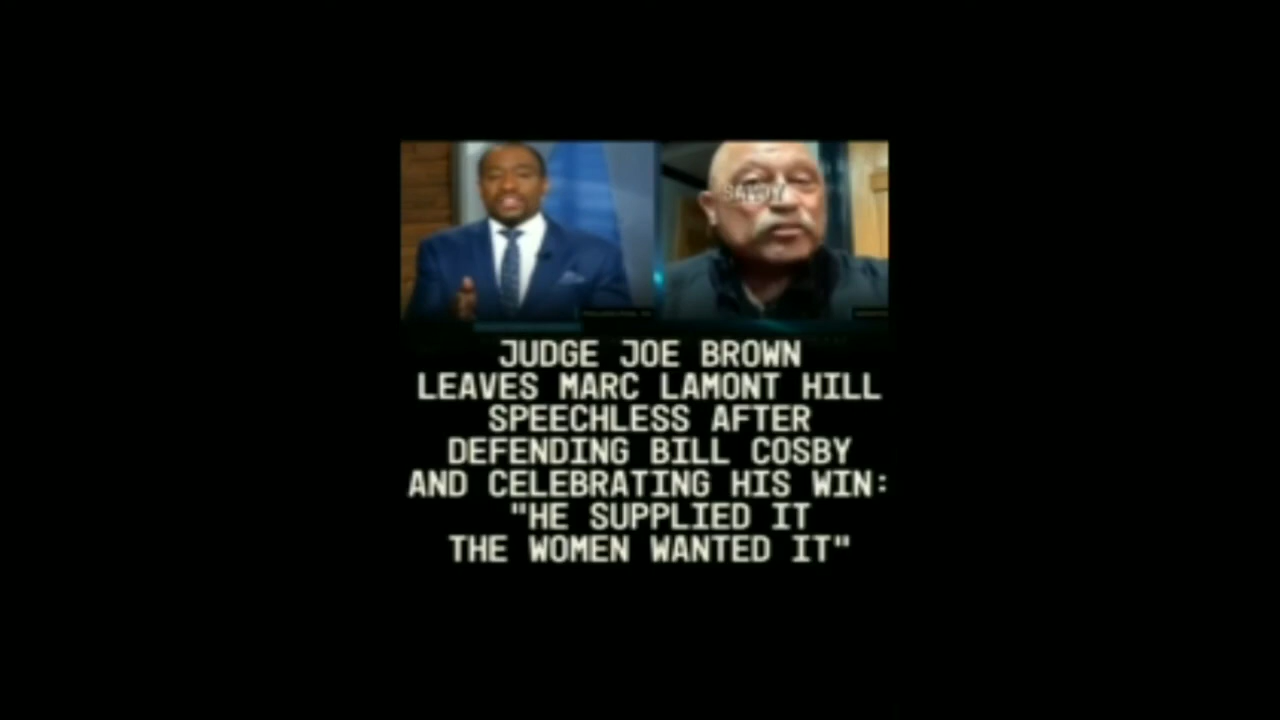 JUDGE JOE BROWN
LEAVES MARC LAMONT HILL
SPEECHLESS AFTER
DEFENDING BILL COSBY
AND CELEBRATING HIS WIN:
"HE SUPPLIED IT
THE WOMEN WANTED IT"